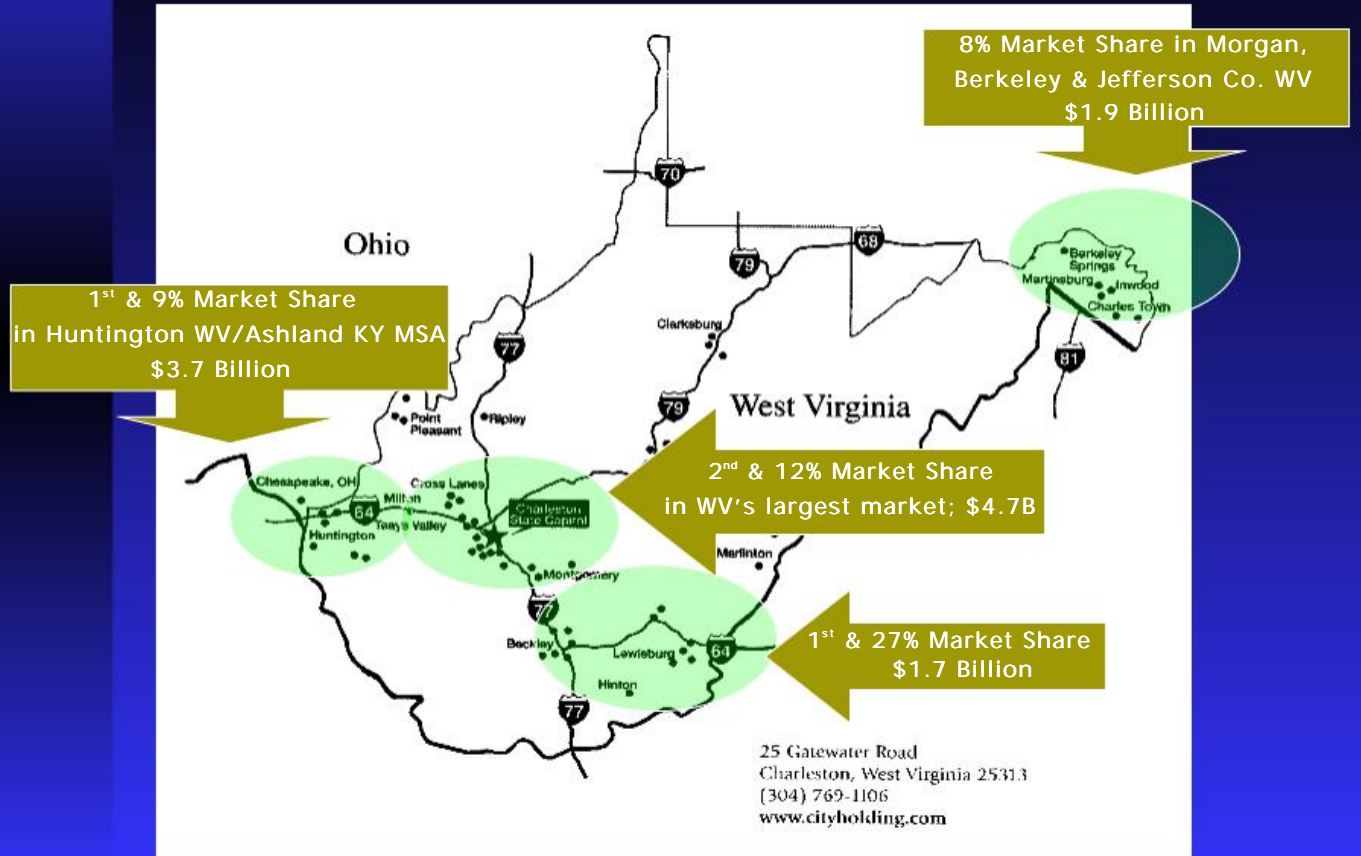 8% Market Share in Morgan,
Berkeley & Jefferson Co. WV
$1.9 Billion
70
Ohio
68
79
Berkeley
Springs
Martinsburg
Inwood
Charles Town
1st & 9% Market Share
in Huntington WV/Ashland KY MSA
$3.7 Billion
77
Clarksburg
81
79
West Virginia
Point
Pleasant
Ripley
2nd & 12% Market Share
in WV's largest market; $4.7B
Chesapeake, OH
Cross Lanes
Milton
64
Teays Valley
Charleston
State Capitol
Huntington
Marlinton
Montgomery
77
1st & 27% Market Share
$1.7 Billion
Beckley
Lewisburg
64
Hinton
77
25 Gatewater Road
Charleston, West Virginia 25313
(304) 769-1106
www.cityholding.com